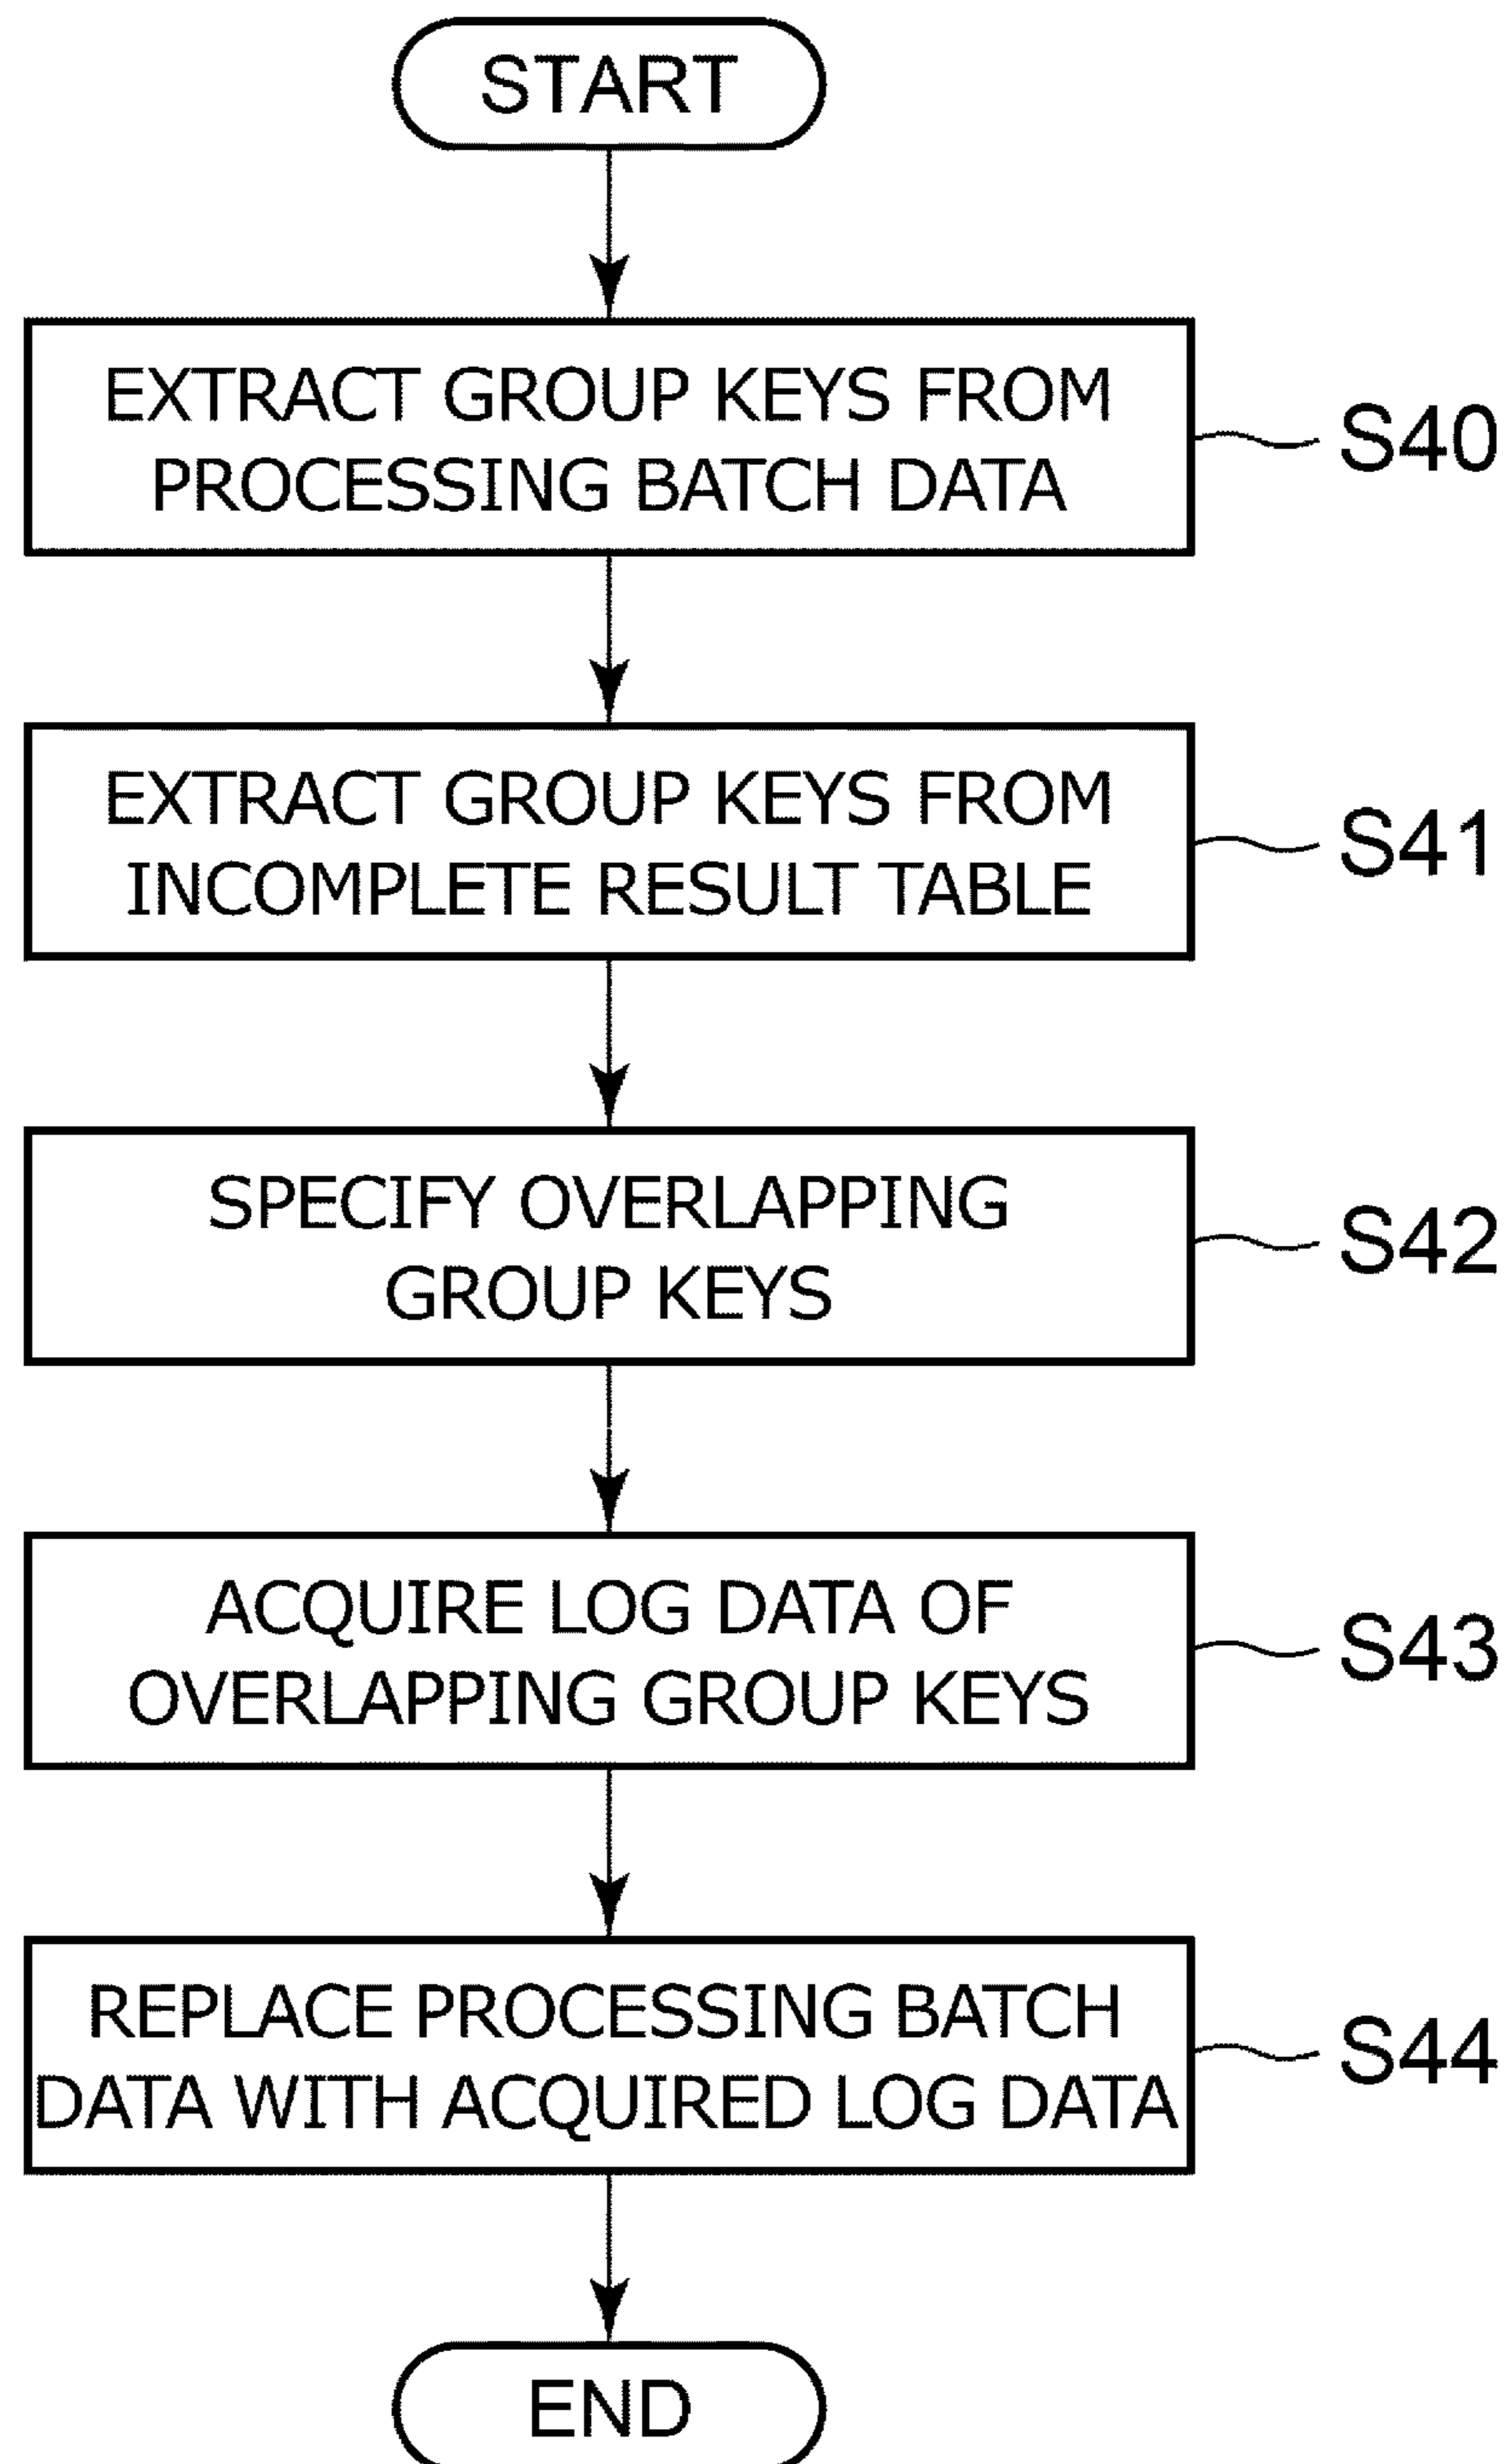 START
EXTRACT GROUP KEYS FROM
PROCESSING BATCH DATA
S40
EXTRACT GROUP KEYS FROM
INCOMPLETE RESULT TABLE
S41
SPECIFY OVERLAPPING
GROUP KEYS
S42
ACQUIRE LOG DATA OF
OVERLAPPING GROUP KEYS
S43
REPLACE PROCESSING BATCH
DATA WITH ACQUIRED LOG DATA
S44
END